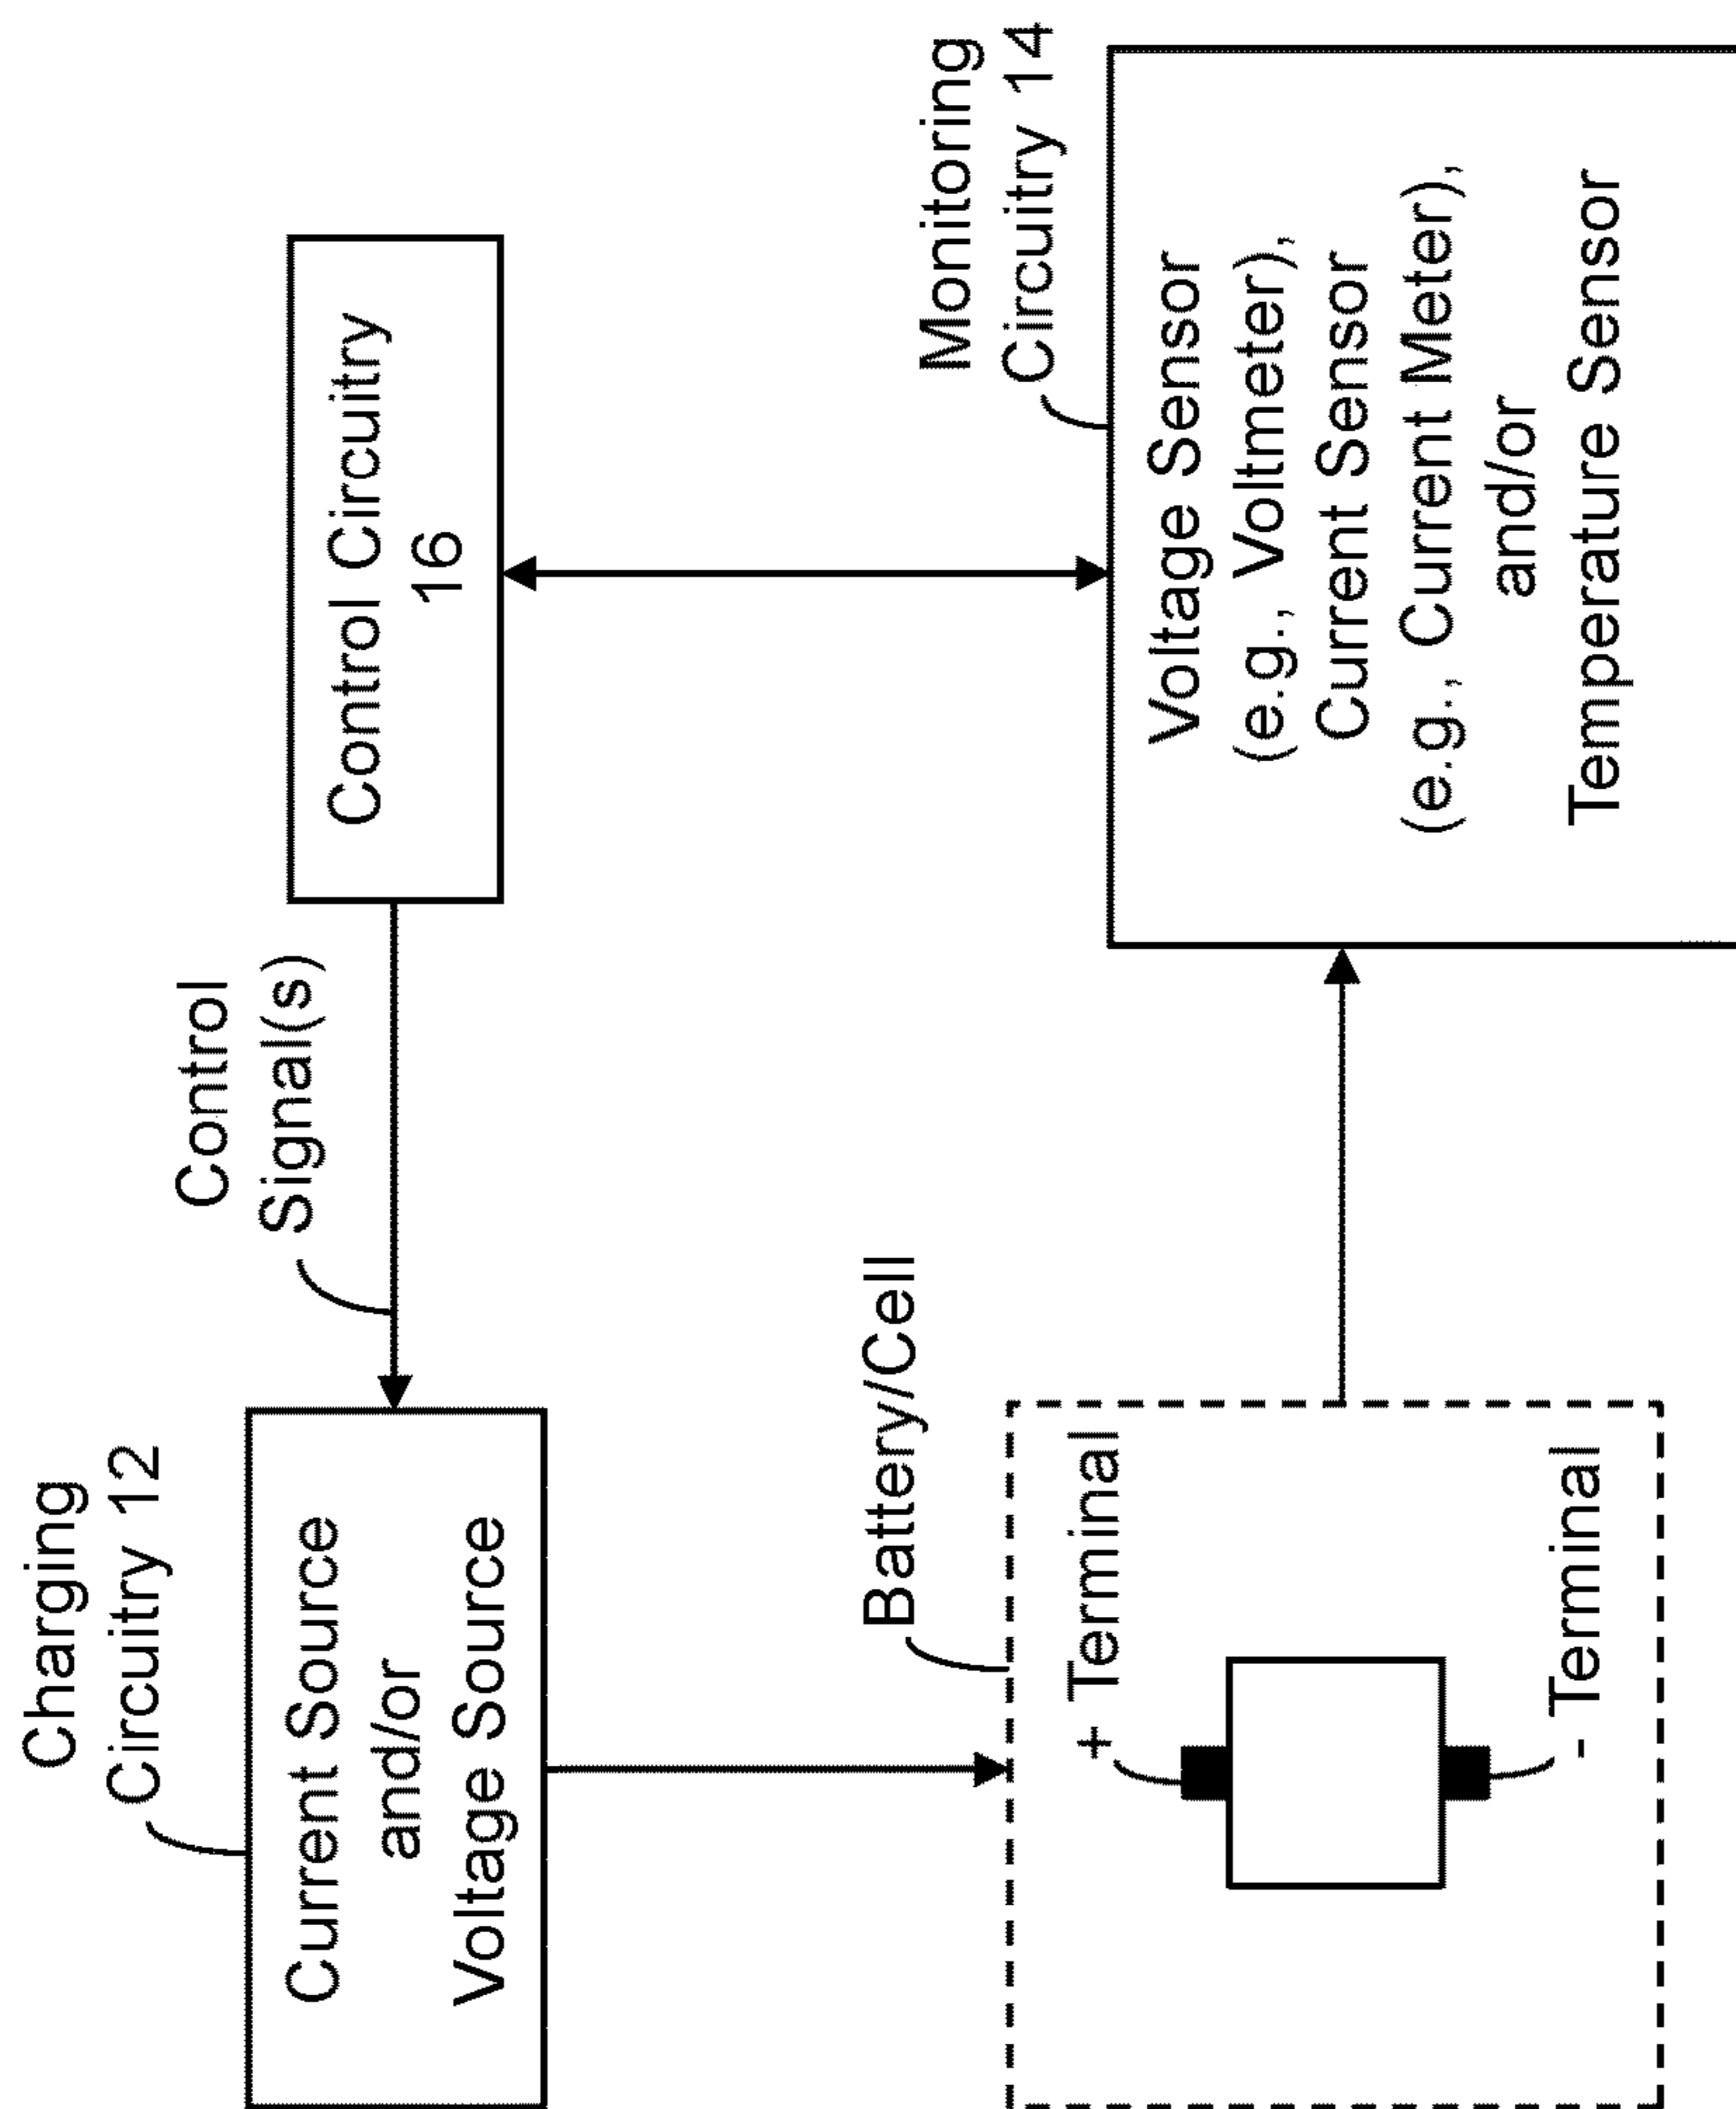 Charging
Circuitry 12
Current Source
and/or
Voltage Source
Control
Signal(s)
Control Circuitry
16
Battery/Cell
+ Terminal
- Terminal
Monitoring
Circuitry 14
Voltage Sensor
(e.g., Voltmeter),
Current Sensor
(e.g., Current Meter),
and/or
Temperature Sensor